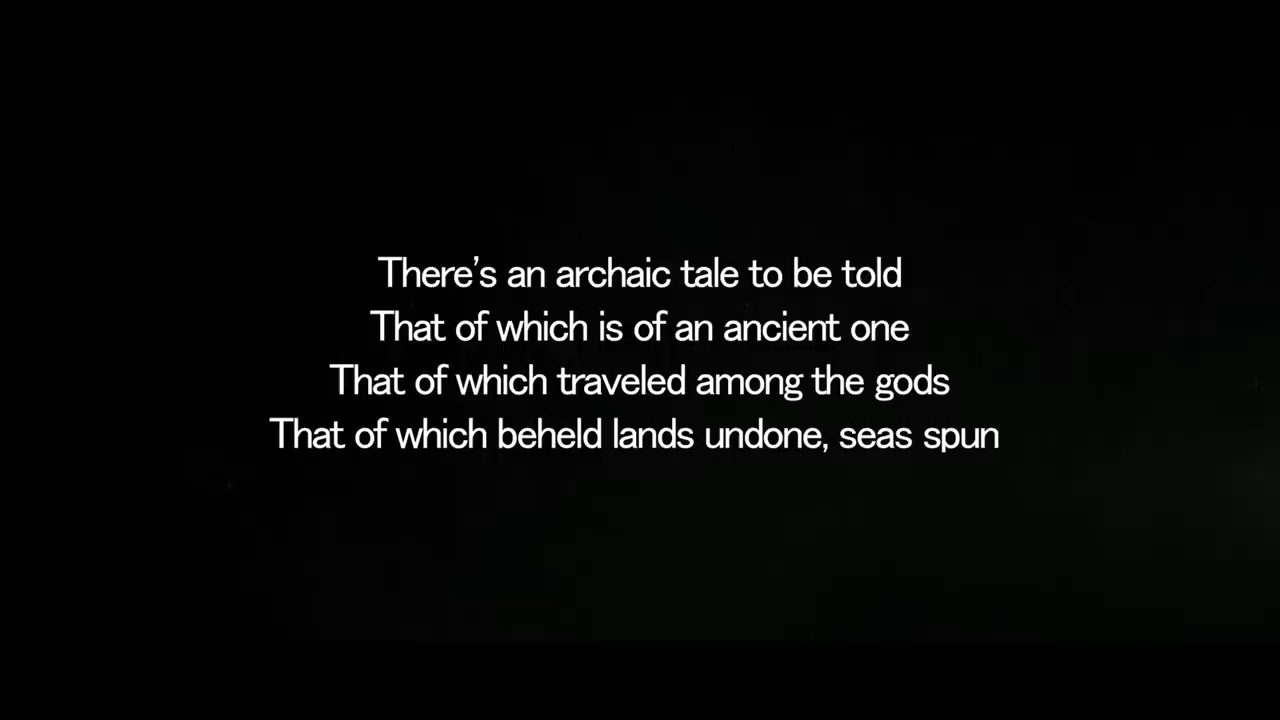 There’s an archaic tale to be told
That of which is of an ancient one
That of which traveled among the gods
That of which beheld lands undone, seas spun